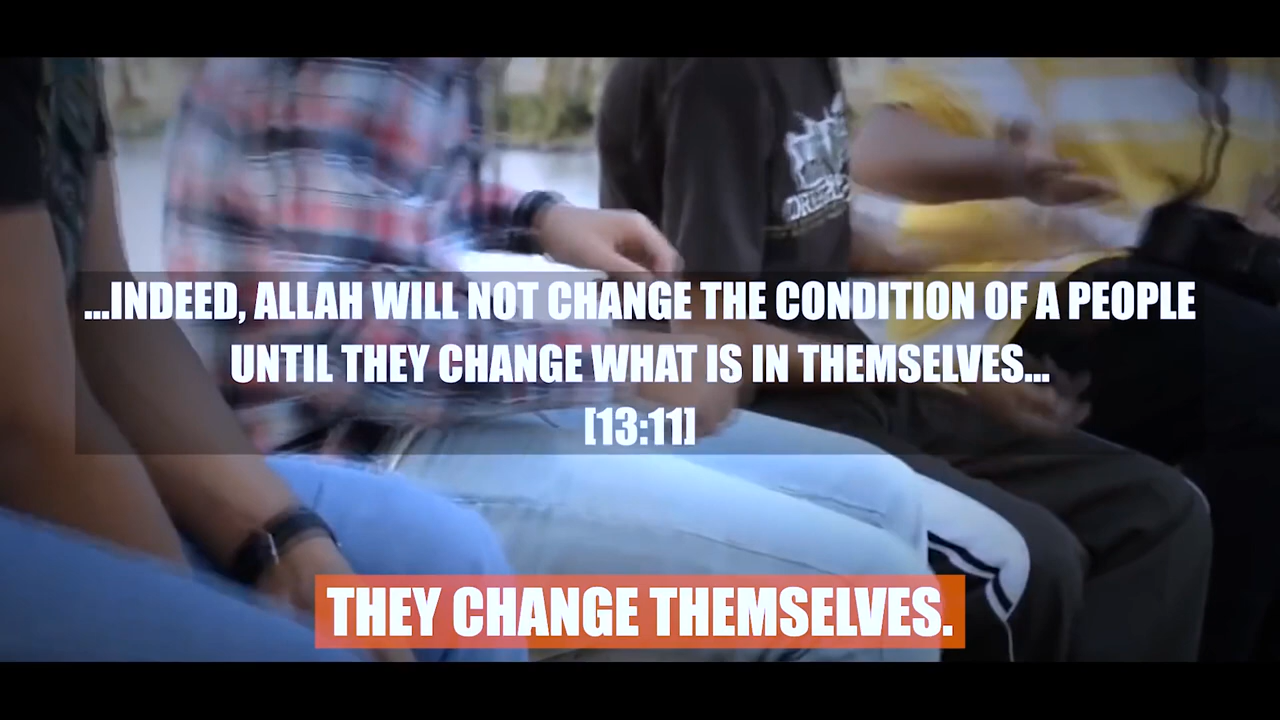 ...INDEED, ALLAH WILL NOT CHANGE THE CONDITION OF A PEOPLE
UNTIL THEY CHANGE WHAT IS IN THEMSELVES...
[13:11]
THEY CHANGE THEMSELVES.